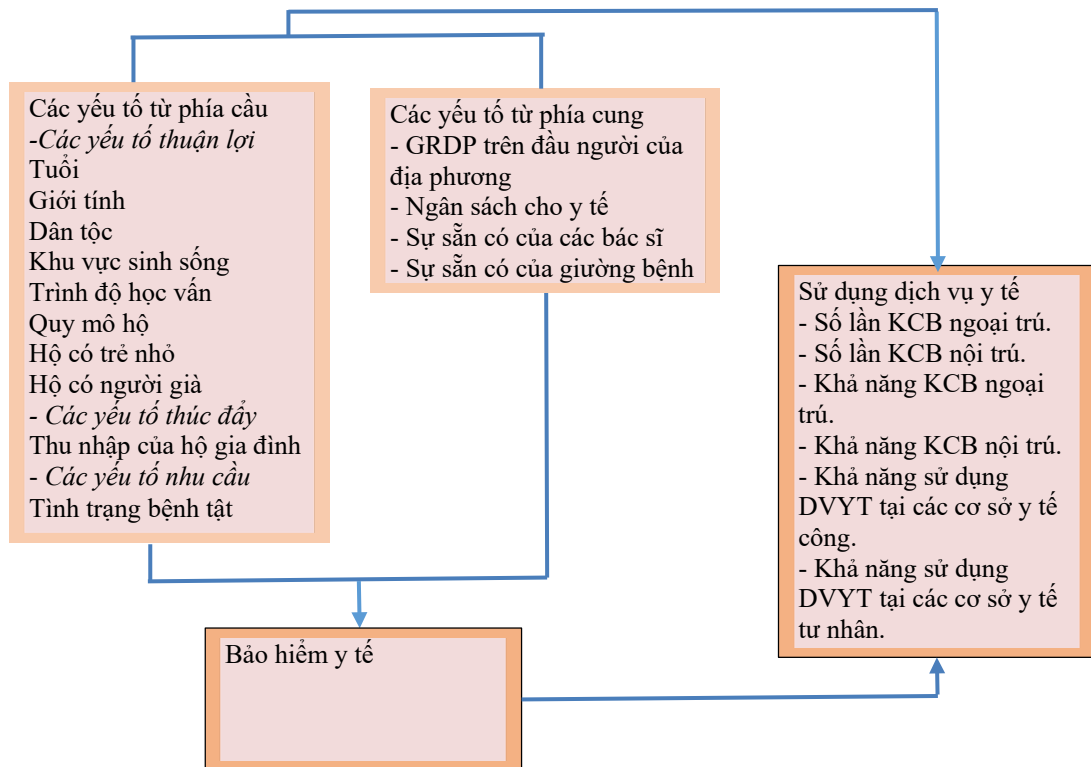 Các yếu tố từ phía cầu
-Các yếu tố thuận lợi
Tuổi
Giới tính
Dân tộc
Khu vực sinh sống
Trình độ học vấn
Quy mô hộ
Hộ có trẻ nhỏ
Hộ có người già
- Các yếu tố thúc đẩy
Thu nhập của hộ gia đình
- Các yếu tố nhu cầu
Tình trạng bệnh tật
Các yếu tố từ phía cung
- GRDP trên đầu người của
địa phương
- Ngân sách cho y tế
- Sự sẵn có của các bác sĩ
- Sự sẵn có của giường bệnh
Sử dụng dịch vụ y tế
- Số lần KCB ngoại trú.
- Số lần KCB nội trú.
- Khả năng KCB ngoại
trú.
- Khả năng KCB nội trú.
- Khả năng sử dụng
DVYT tại các cơ sở y tế
công.
- Khả năng sử dụng
DVYT tại các cơ sở y tế
tư nhân.
Bảo hiểm y tế